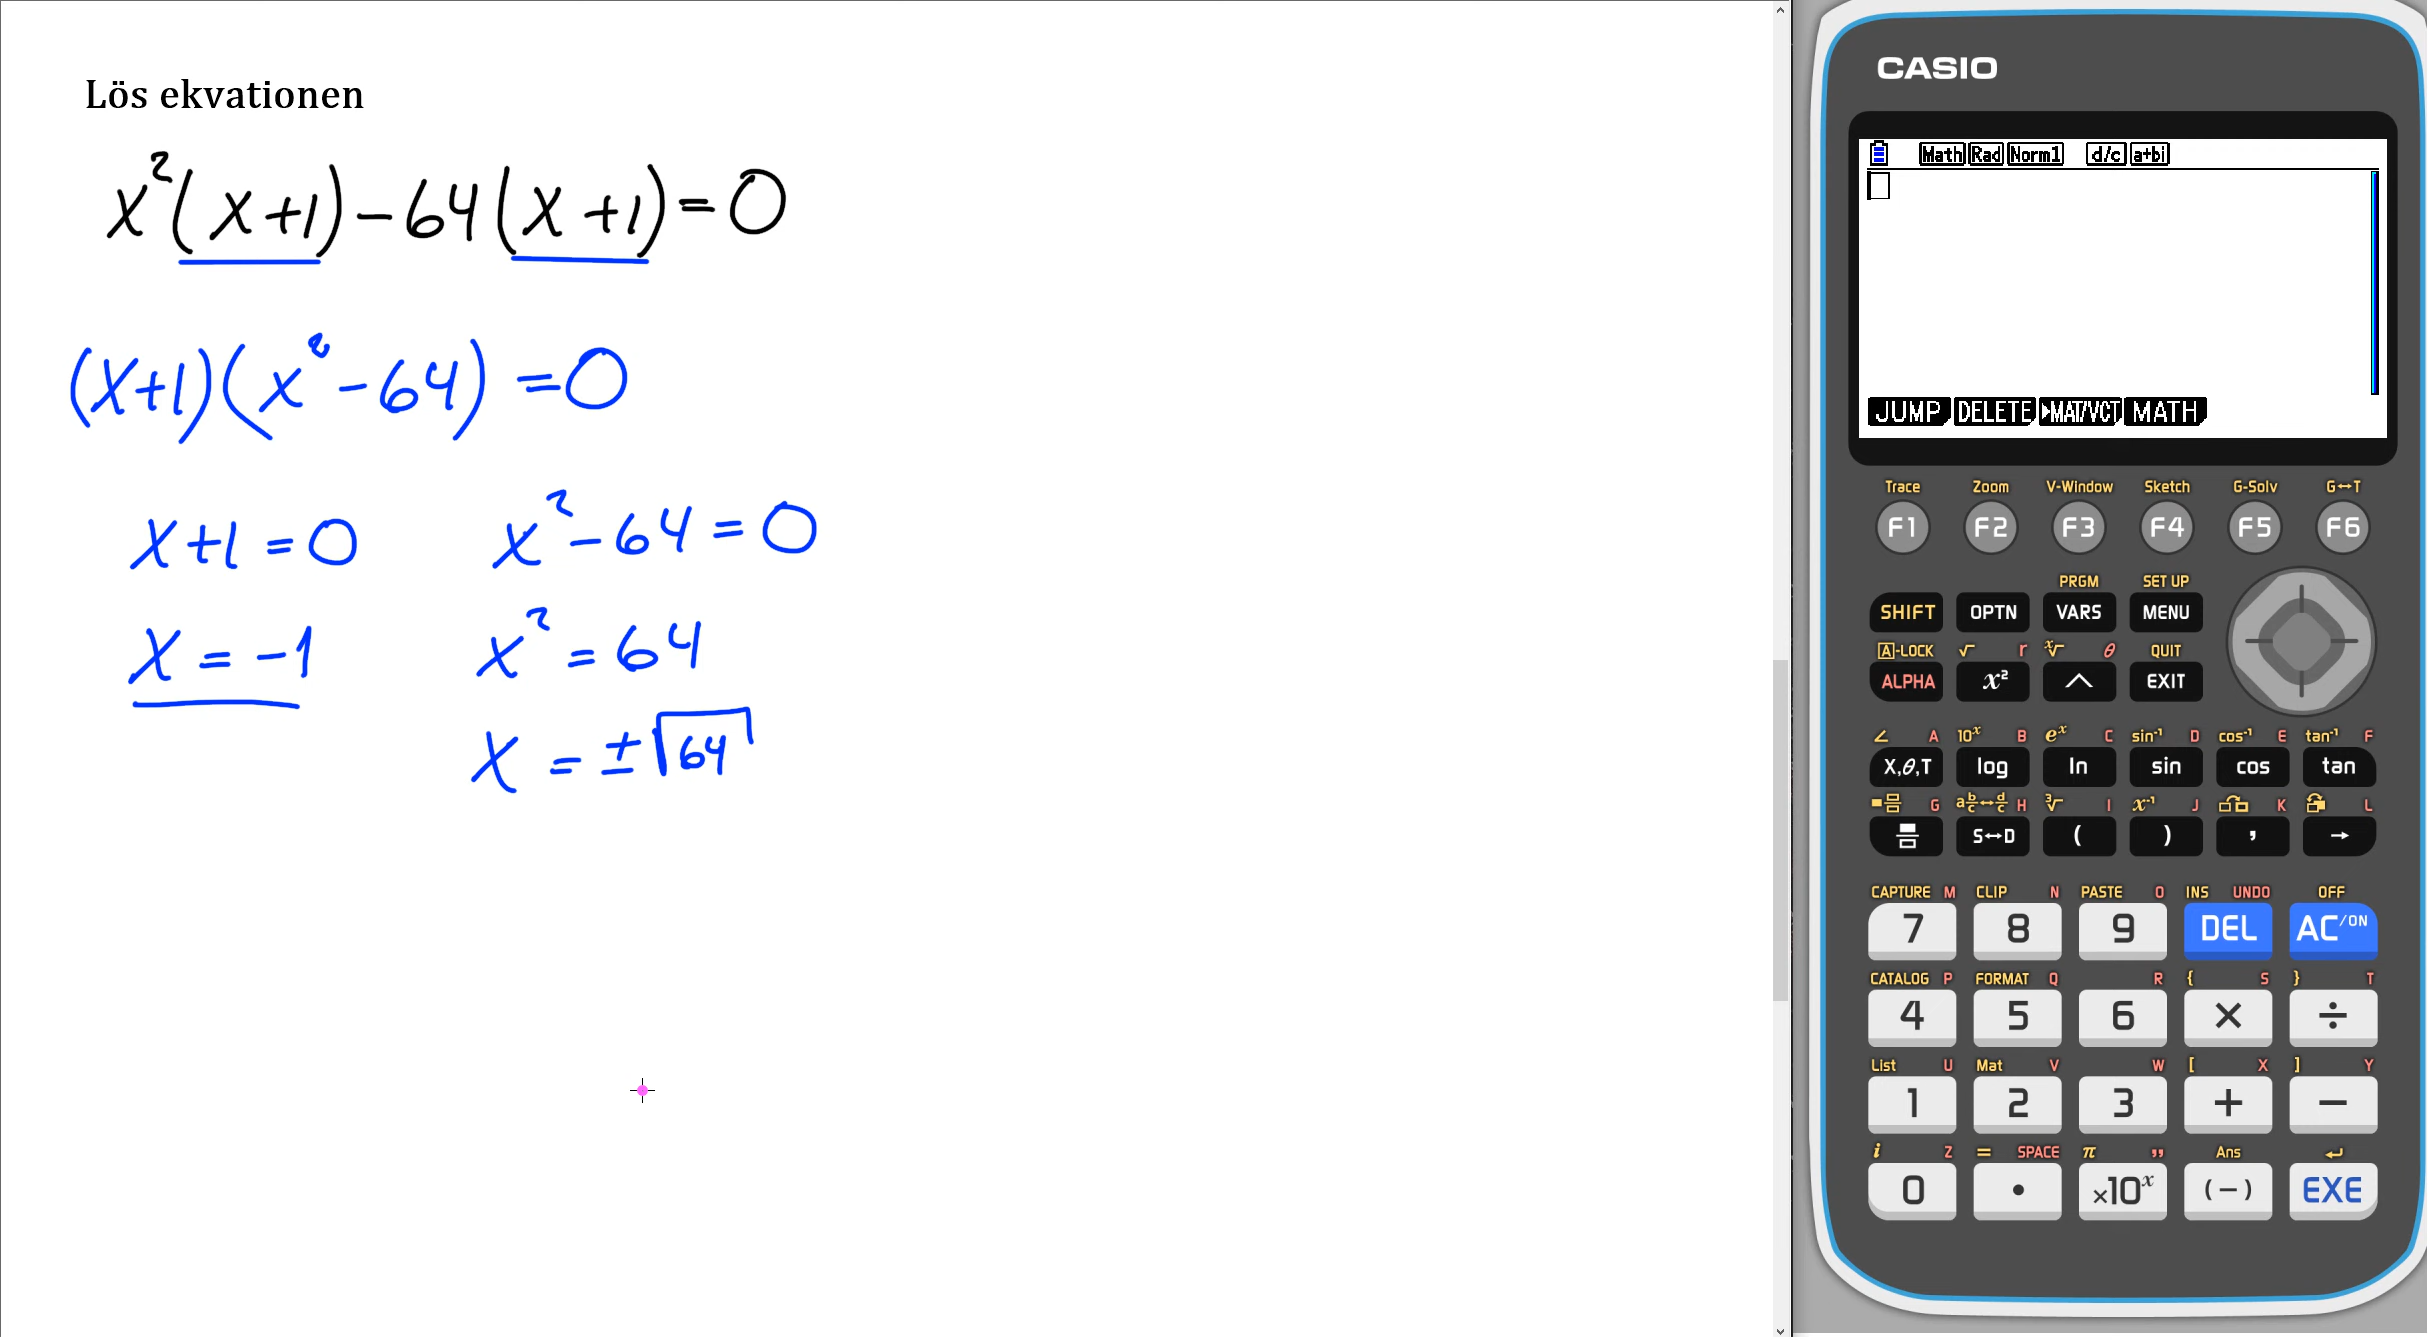 Lös ekvationen
x²(x+1)-64(x+1)=0
(x+1)(x²-64)=0
x+1=0 x²-64=0
x=-1 x²=64
x=±√64
CASIO
Math Rad Norm1 d/c a+bi
JUMP DELETE ▶MAT/VCT MATH
Trace Zoom V-Window Sketch G-Solv G↔T
F1 F2 F3 F4 F5 F6
PRGM SET UP
SHIFT OPTN VARS MENU
A-LOCK √ r ˣ√ θ QUIT
ALPHA x² ^ EXIT
∠ A 10ˣ B eˣ C sin⁻¹ D cos⁻¹ E tan⁻¹ F
X,θ,T log ln sin cos tan
G a b/c↔d/c H ³√ I x⁻¹ J K L
S↔D ( ) , →
CAPTURE M CLIP N PASTE O INS UNDO OFF
7 8 9 DEL AC/ON
CATALOG P FORMAT Q R { S } T
4 5 6 × ÷
List U Mat V W [ X ] Y
1 2 3 + −
i Z = SPACE π " Ans ↵
0 • ×10ˣ (−) EXE